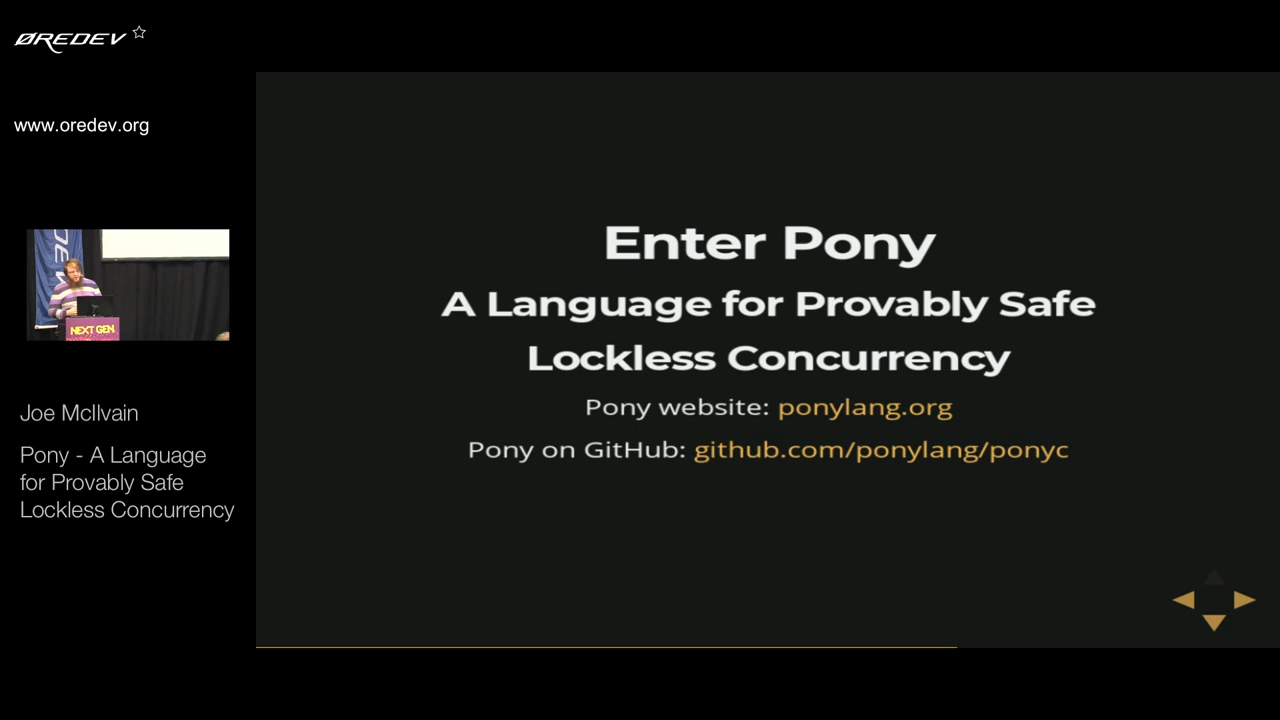 ØREDEV
www.oredev.org
NEXT GEN
Joe McIlvain
Pony - A Language
for Provably Safe
Lockless Concurrency
Enter Pony
A Language for Provably Safe
Lockless Concurrency
Pony website: ponylang.org
Pony on GitHub: github.com/ponylang/ponyc